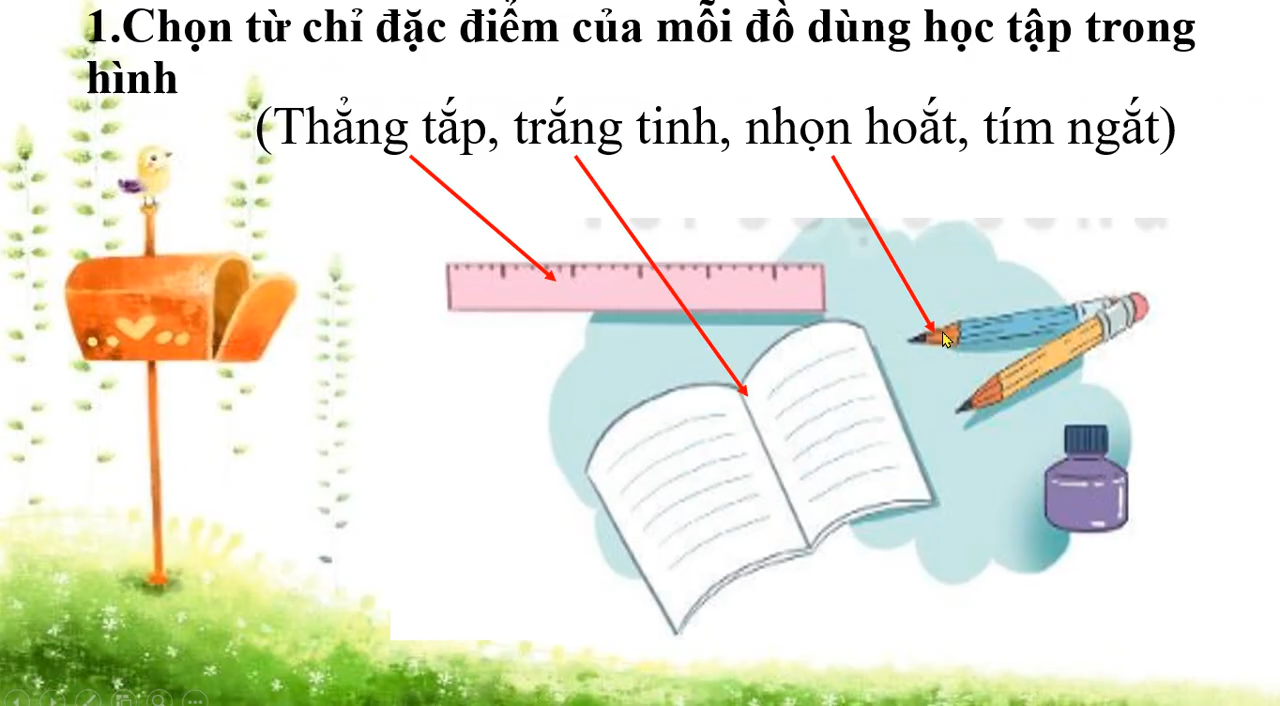 1.Chọn từ chỉ đặc điểm của mỗi đồ dùng học tập trong
hình
(Thẳng tắp, trắng tinh, nhọn hoắt, tím ngắt)